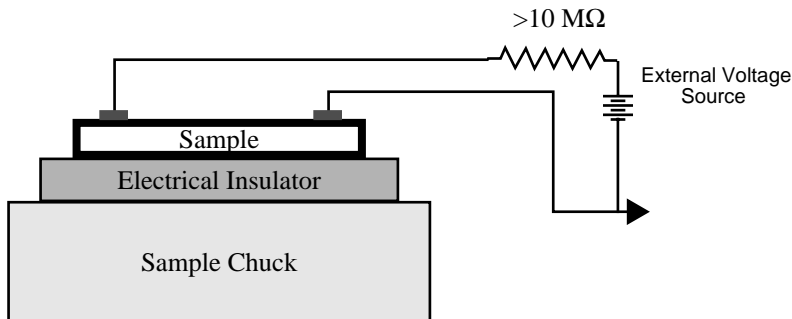 >10 MΩ
External Voltage
Source
Sample
Electrical Insulator
Sample Chuck